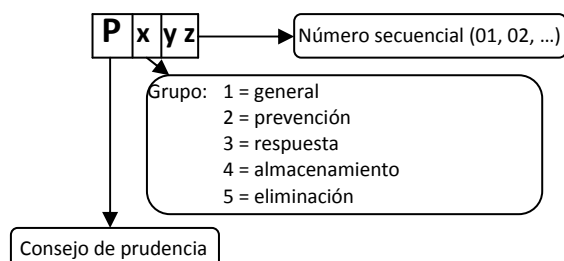 P x y z
Número secuencial (01, 02, …)
Grupo: 1 = general
2 = prevención
3 = respuesta
4 = almacenamiento
5 = eliminación
Consejo de prudencia